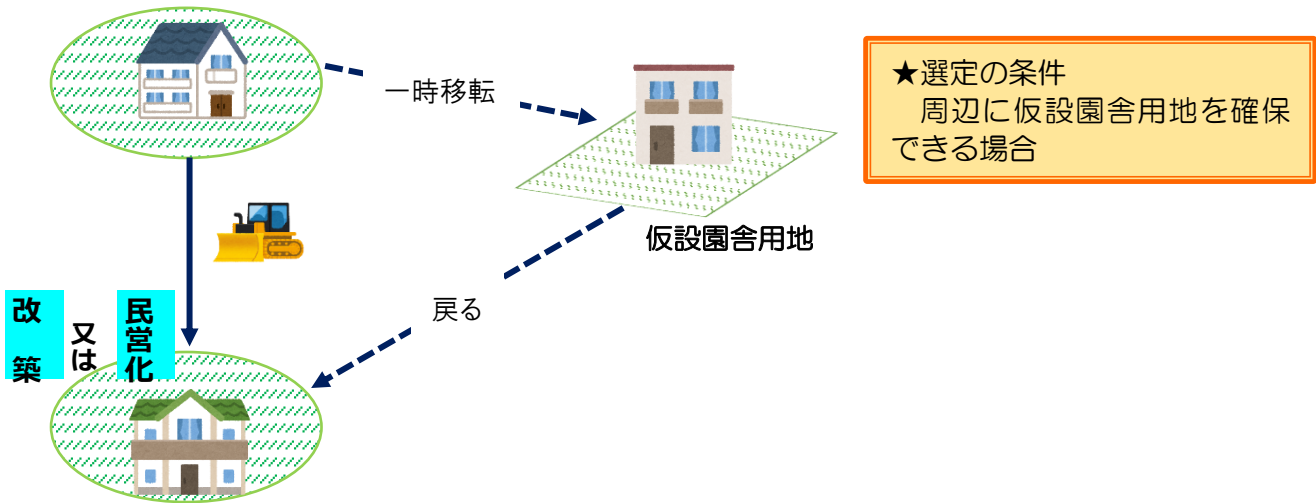 一時移転
★選定の条件
　周辺に仮設園舎用地を確保
できる場合
仮設園舎用地
戻る
改築
又は
民営化